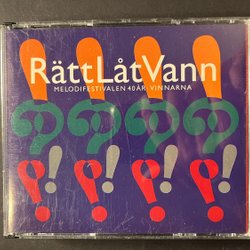 RättLåtVann
MELODIFESTIVALEN 40 ÅR · VINNARNA